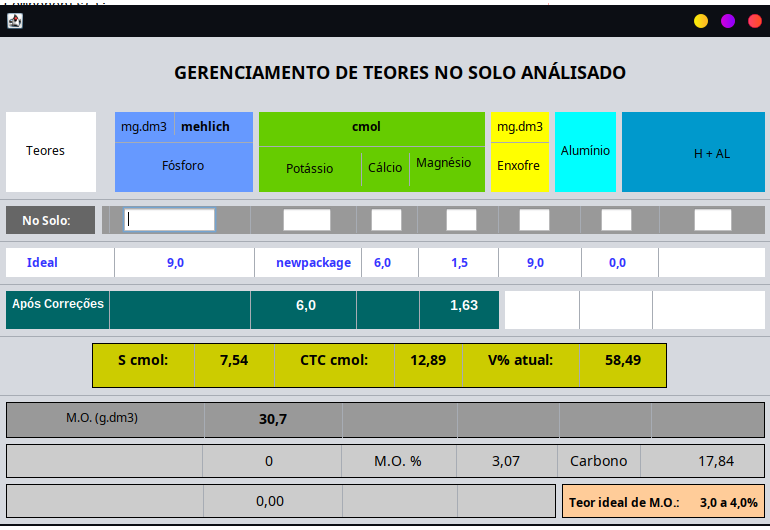 GERENCIAMENTO DE TEORES NO SOLO ANÁLISADO
mg.dm3 mehlich cmol mg.dm3
Teores Fósforo Potássio Cálcio Magnésio Enxofre Alumínio H + AL
No Solo:
Ideal 9,0 newpackage 6,0 1,5 9,0 0,0
Após Correções 6,0 1,63
S cmol: 7,54 CTC cmol: 12,89 V% atual: 58,49
M.O. (g.dm3) 30,7
0 M.O. % 3,07 Carbono 17,84
0,00 Teor ideal de M.O.: 3,0 a 4,0%